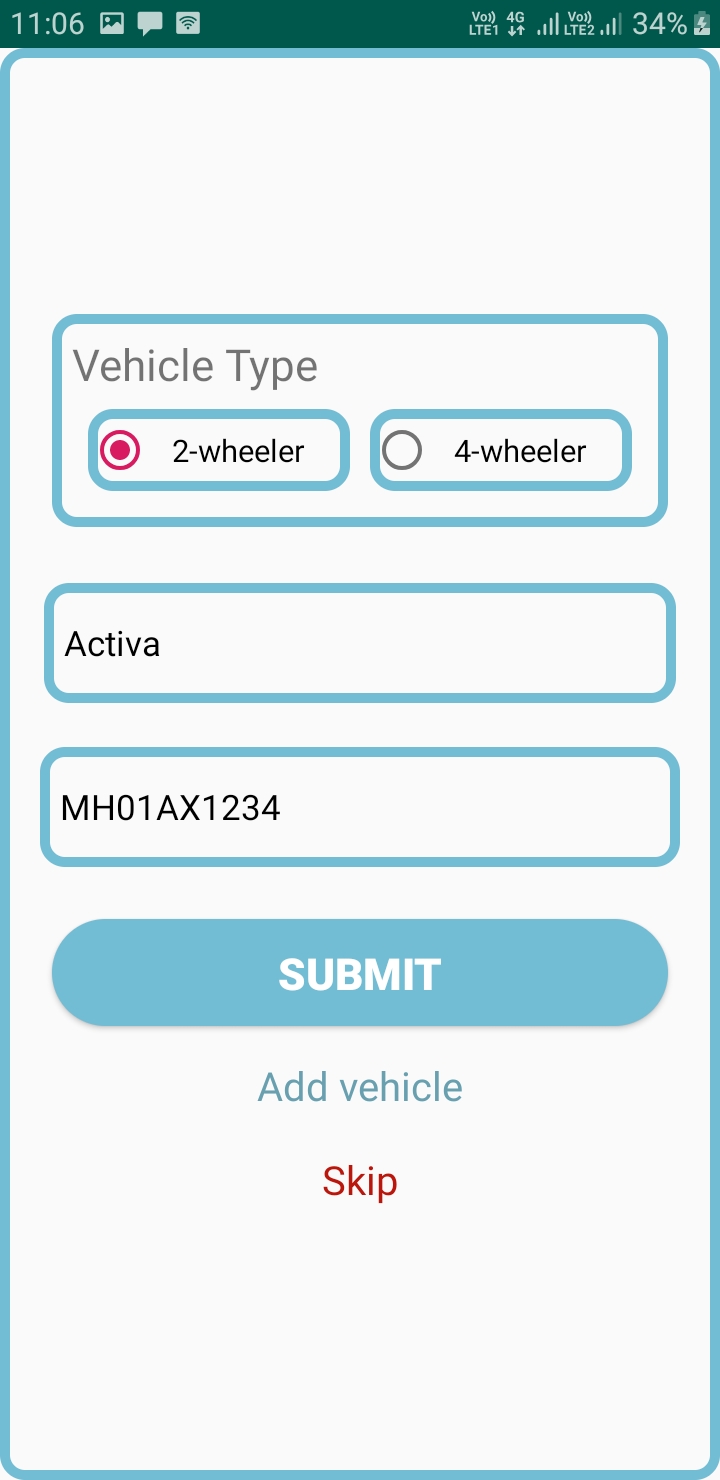 11:06 Vo)) LTE1 4G Vo)) LTE2 34%
Vehicle Type
2-wheeler 4-wheeler
Activa
MH01AX1234
SUBMIT
Add vehicle
Skip